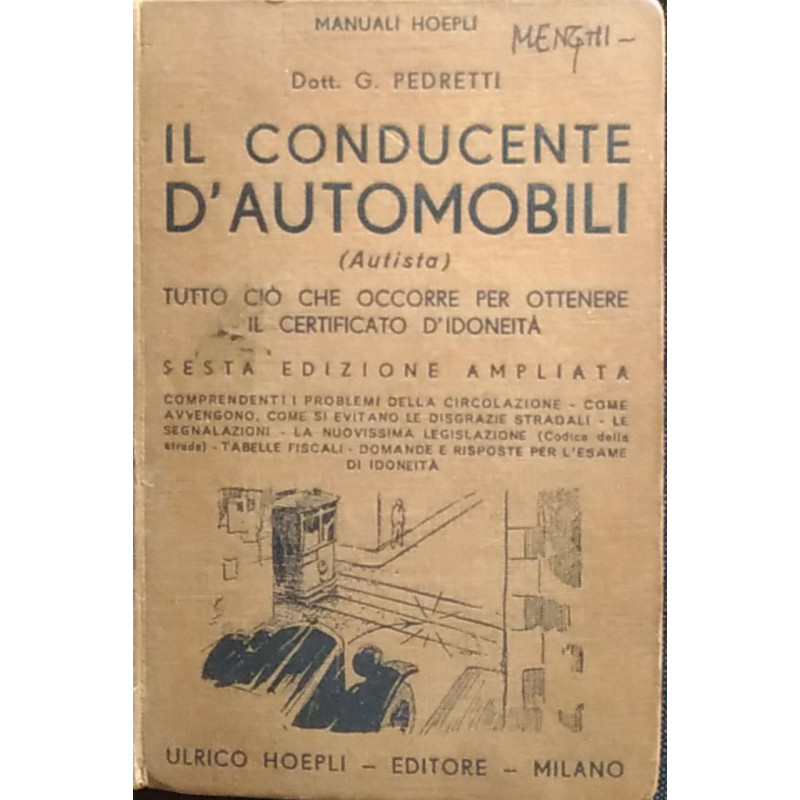 MANUALI HOEPLI
MENGHI -
Dott. G. PEDRETTI
IL CONDUCENTE
D'AUTOMOBILI
(Autista)
TUTTO CIÒ CHE OCCORRE PER OTTENERE
IL CERTIFICATO D'IDONEITÀ
SESTA EDIZIONE AMPLIATA
COMPRENDENTI I PROBLEMI DELLA CIRCOLAZIONE - COME
AVVENGONO, COME SI EVITANO LE DISGRAZIE STRADALI - LE
SEGNALAZIONI - LA NUOVISSIMA LEGISLAZIONE (Codice della
strada) - TABELLE FISCALI - DOMANDE E RISPOSTE PER L'ESAME
DI IDONEITÀ
ULRICO HOEPLI - EDITORE - MILANO